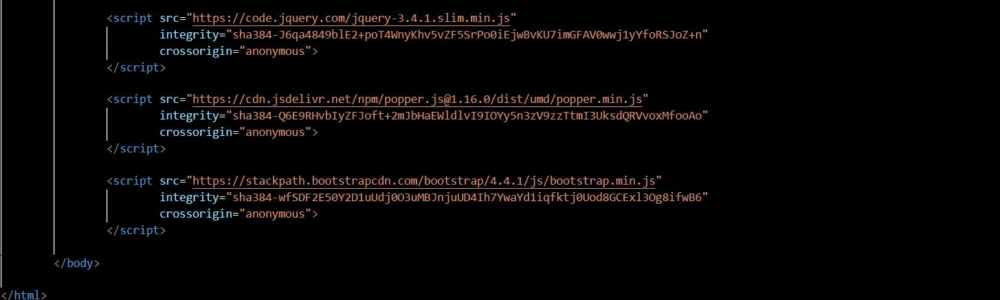 <script src="https://code.jquery.com/jquery-3.4.1.slim.min.js"
integrity="sha384-J6qa4849blE2+poT4WnyKhv5vZF5SrPo0iEjwBvKU7imGFAV0wwj1yYfoRSJoZ+n"
crossorigin="anonymous">
</script>
<script src="https://cdn.jsdelivr.net/npm/popper.js@1.16.0/dist/umd/popper.min.js"
integrity="sha384-Q6E9RHvbIyZFJoft+2mJbHaEWldlvI9IOYy5n3zV9zzTtmI3UksdQRVvoxMfooAo"
crossorigin="anonymous">
</script>
<script src="https://stackpath.bootstrapcdn.com/bootstrap/4.4.1/js/bootstrap.min.js"
integrity="sha384-wfSDF2E50Y2D1uUdj0O3uMBJnjuUD4Ih7YwaYd1iqfktj0Uod8GCExl3Og8ifwB6"
crossorigin="anonymous">
</script>
</body>
</html>